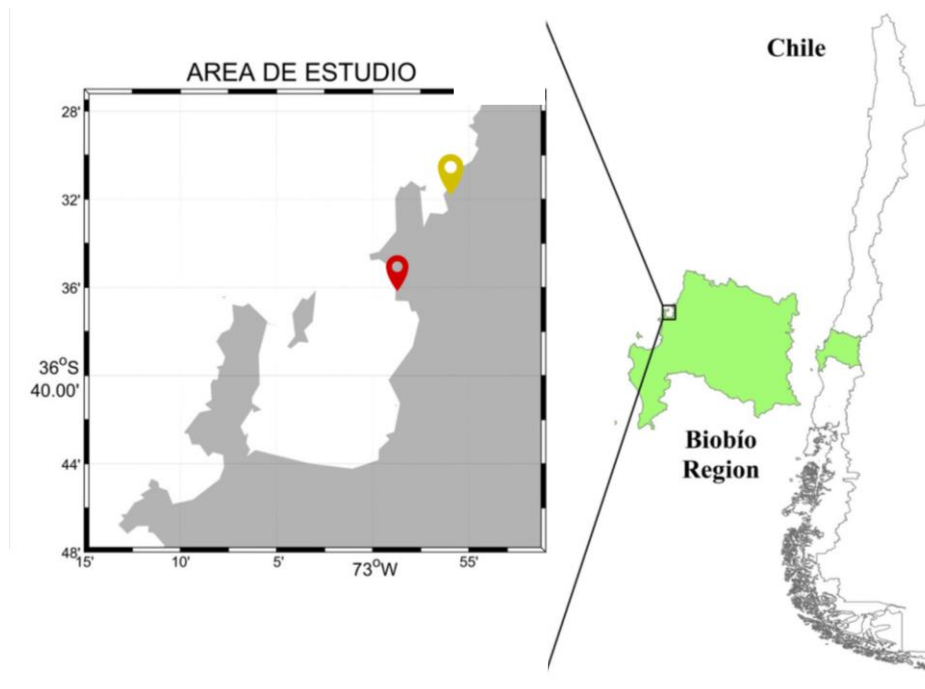 Chile
AREA DE ESTUDIO
28'
32'
36'
36°S
40.00'
44'
48'
15'
10'
5'
73°W
55'
Biobío
Region